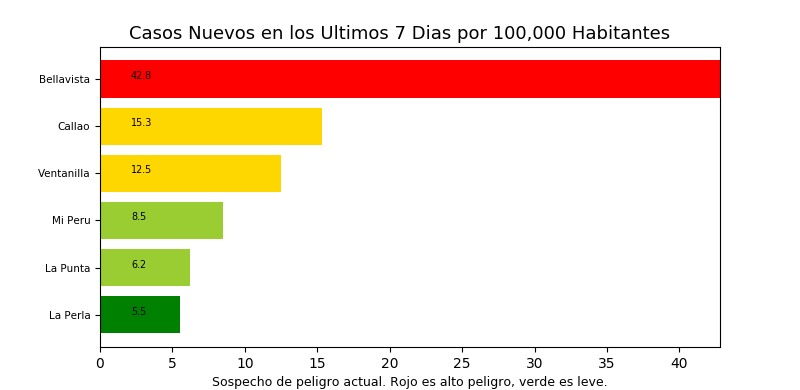 Casos Nuevos en los Ultimos 7 Dias por 100,000 Habitantes
Bellavista 42.8
Callao 15.3
Ventanilla 12.5
Mi Peru 8.5
La Punta 6.2
La Perla 5.5
0 5 10 15 20 25 30 35 40
Sospecho de peligro actual. Rojo es alto peligro, verde es leve.